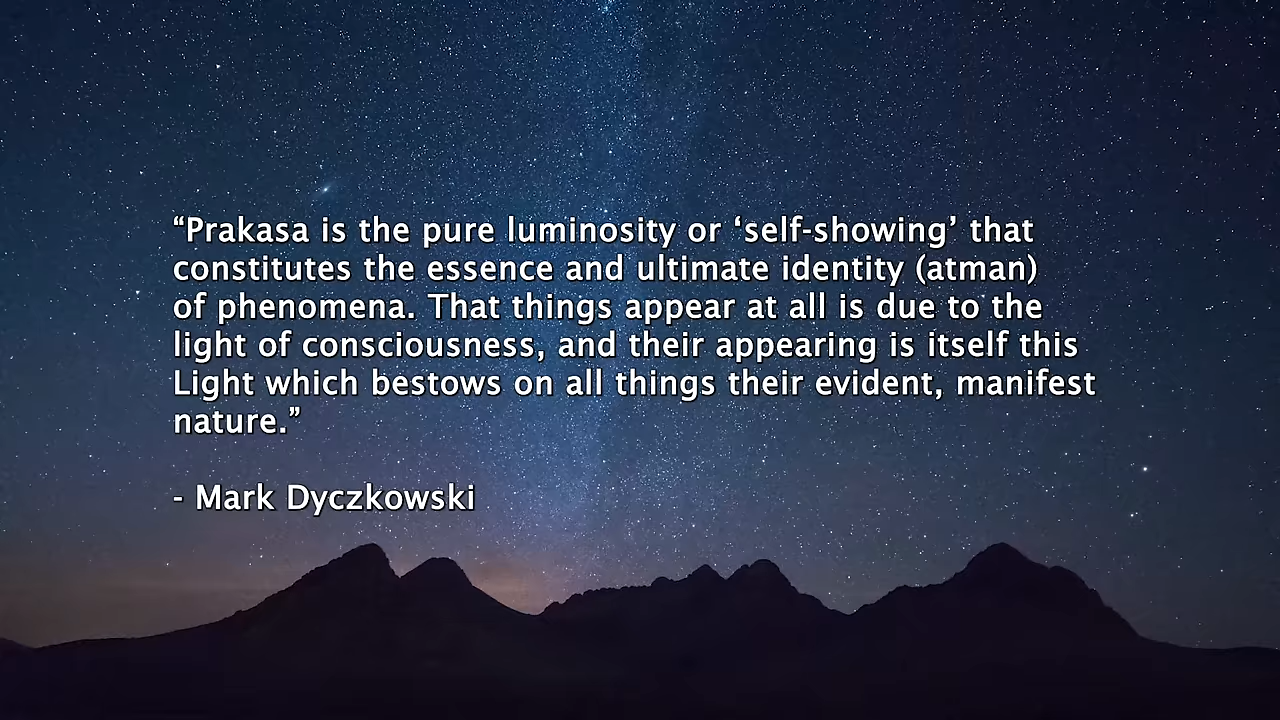 “Prakasa is the pure luminosity or ‘self-showing’ that
constitutes the essence and ultimate identity (atman)
of phenomena. That things appear at all is due to the
light of consciousness, and their appearing is itself this
Light which bestows on all things their evident, manifest
nature.”
- Mark Dyczkowski